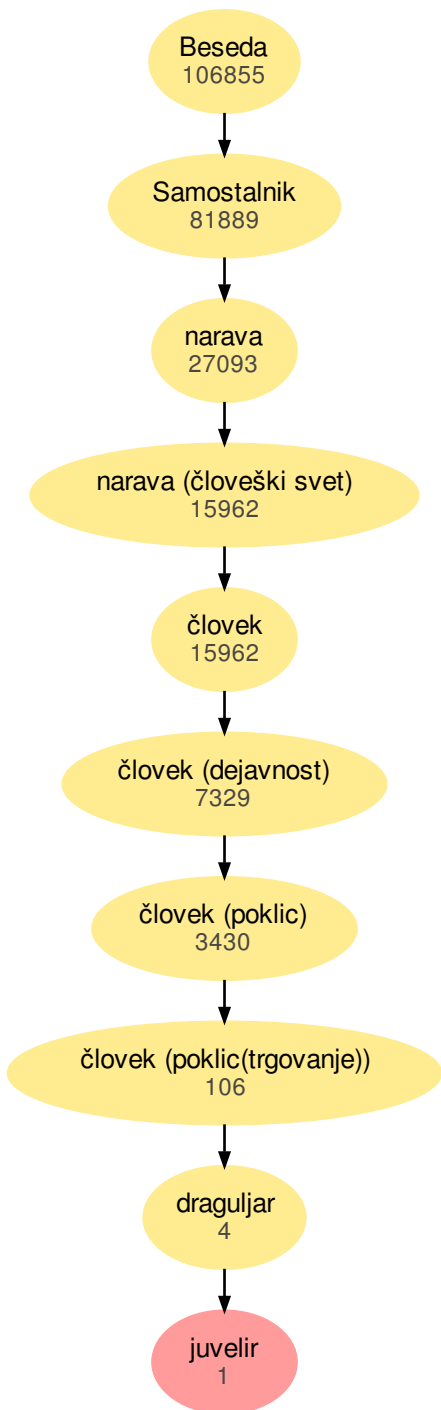 Beseda
106855
Samostalnik
81889
narava
27093
narava (človeški svet)
15962
človek
15962
človek (dejavnost)
7329
človek (poklic)
3430
človek (poklic(trgovanje))
106
draguljar
4
juvelir
1